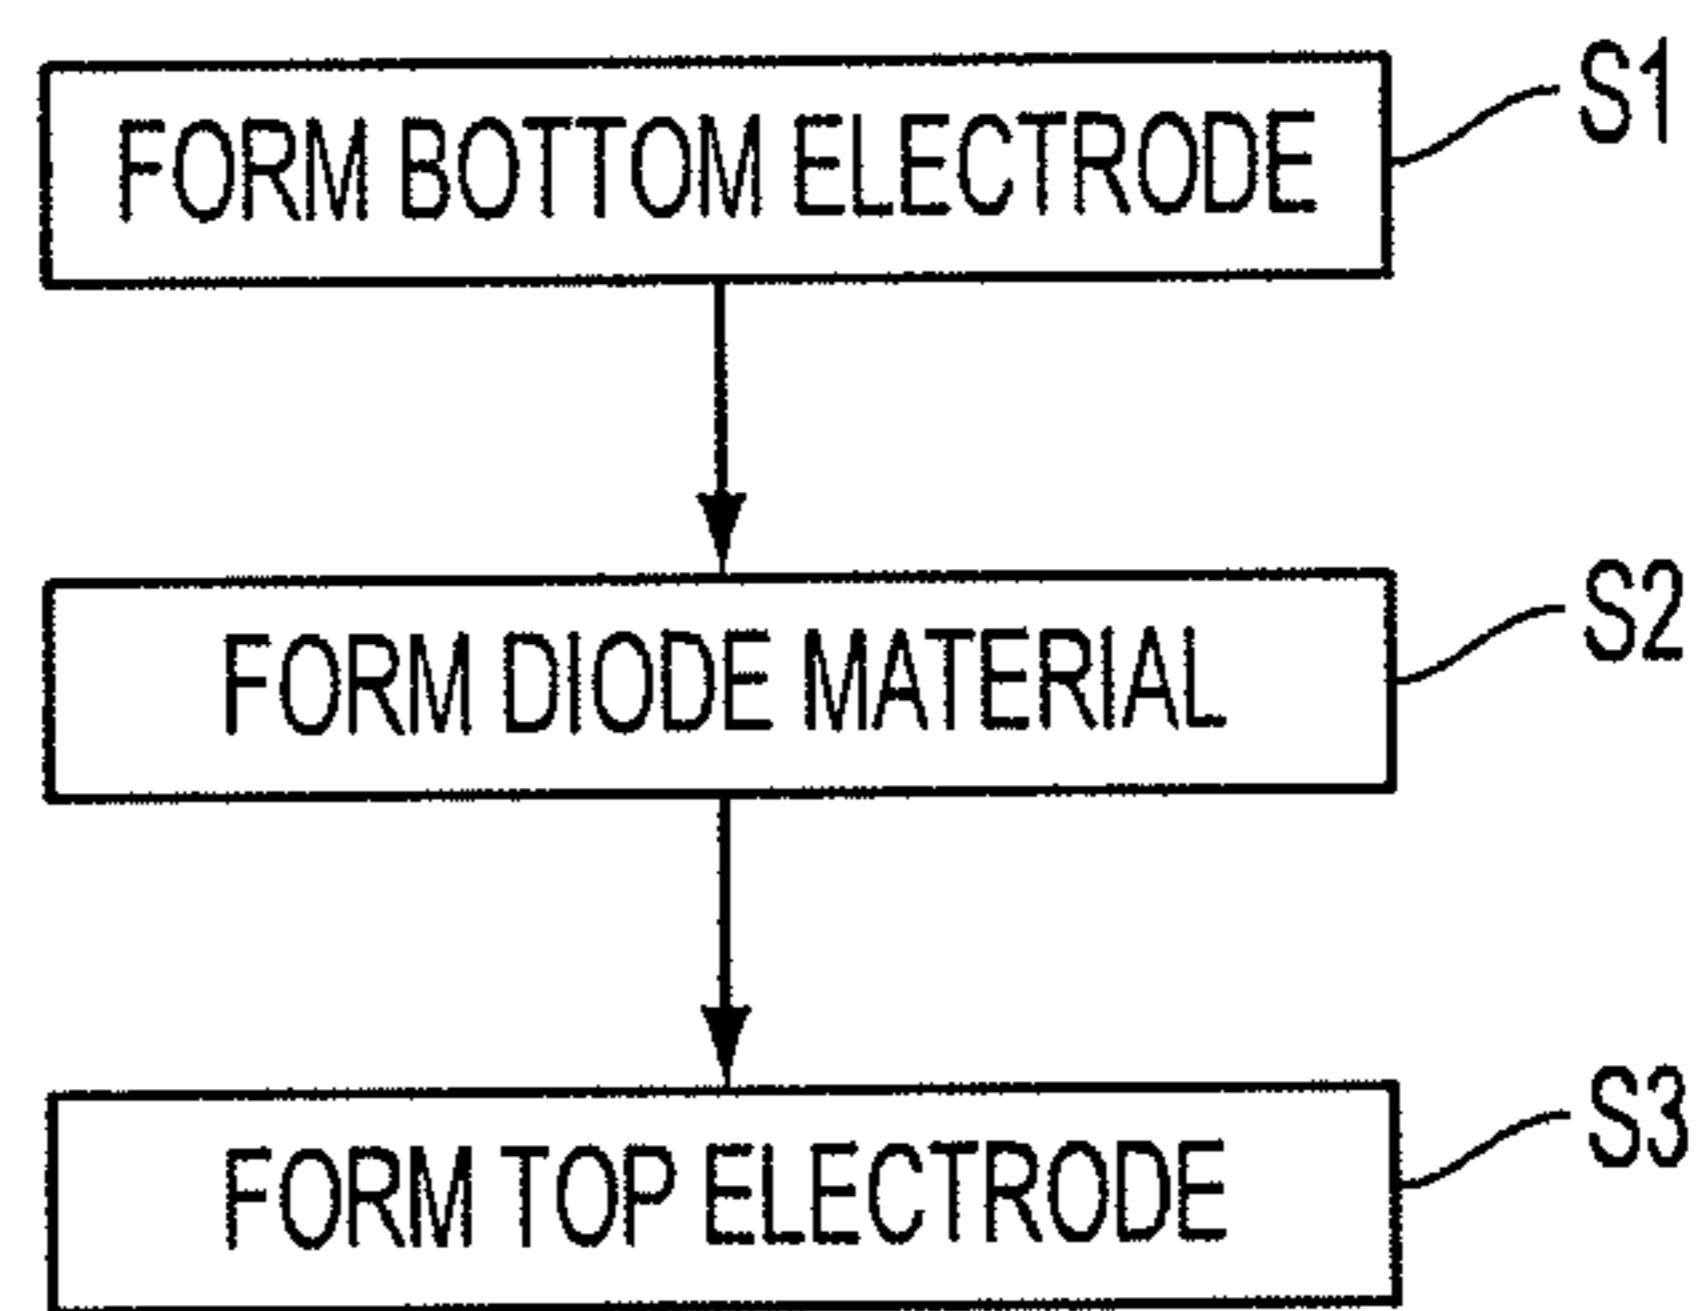 FORM BOTTOM ELECTRODE S1
FORM DIODE MATERIAL S2
FORM TOP ELECTRODE S3